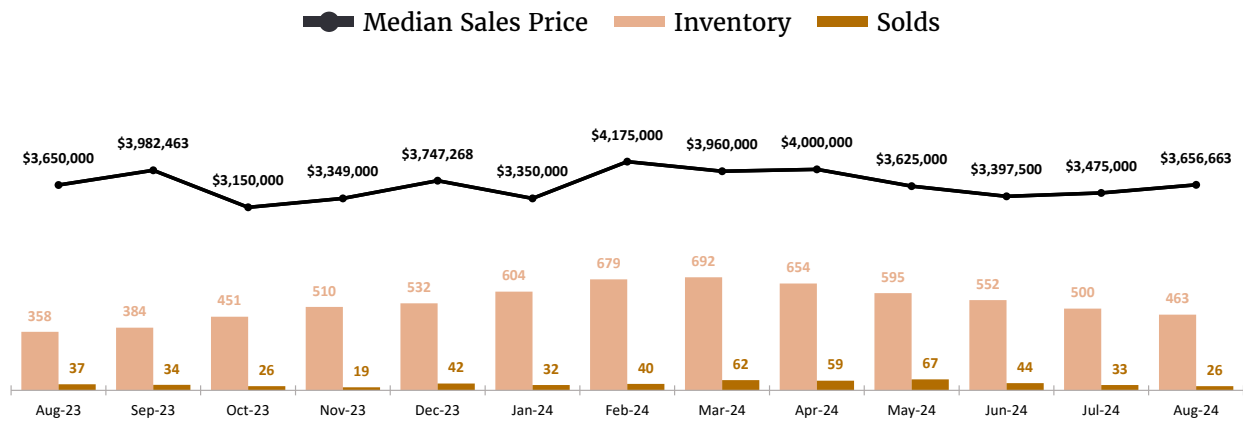 Median Sales Price Inventory Solds
$3,650,000 $3,982,463 $3,150,000 $3,349,000 $3,747,268 $3,350,000 $4,175,000 $3,960,000 $4,000,000 $3,625,000 $3,397,500 $3,475,000 $3,656,663
358 384 451 510 532 604 679 692 654 595 552 500 463
37 34 26 19 42 32 40 62 59 67 44 33 26
Aug-23 Sep-23 Oct-23 Nov-23 Dec-23 Jan-24 Feb-24 Mar-24 Apr-24 May-24 Jun-24 Jul-24 Aug-24